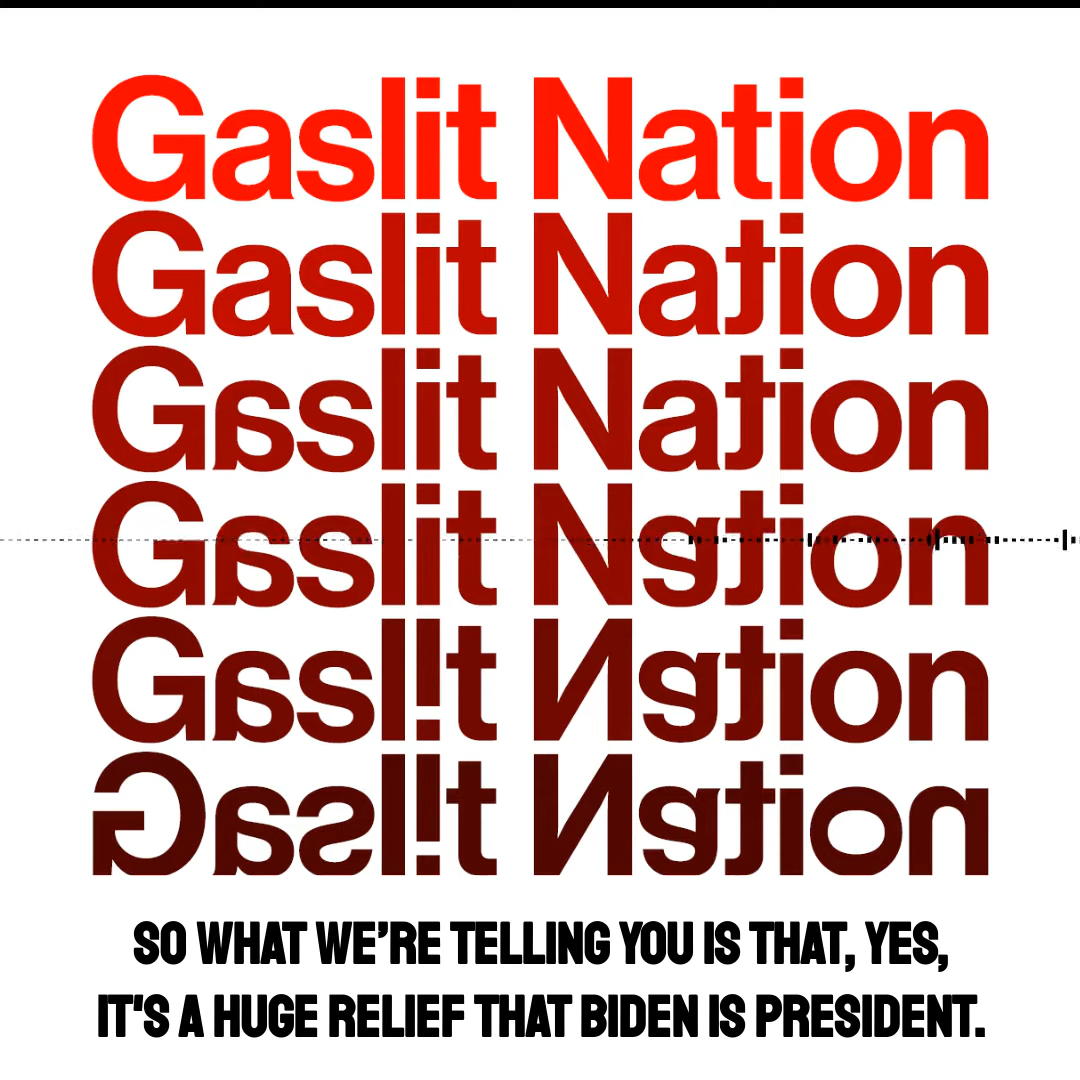 Gaslit Nation
Gaslit Nation
Gaslit Nation
Gaslit Nation
Gaslit Nation
Gaslit Nation
SO WHAT WE’RE TELLING YOU IS THAT, YES,
IT'S A HUGE RELIEF THAT BIDEN IS PRESIDENT.